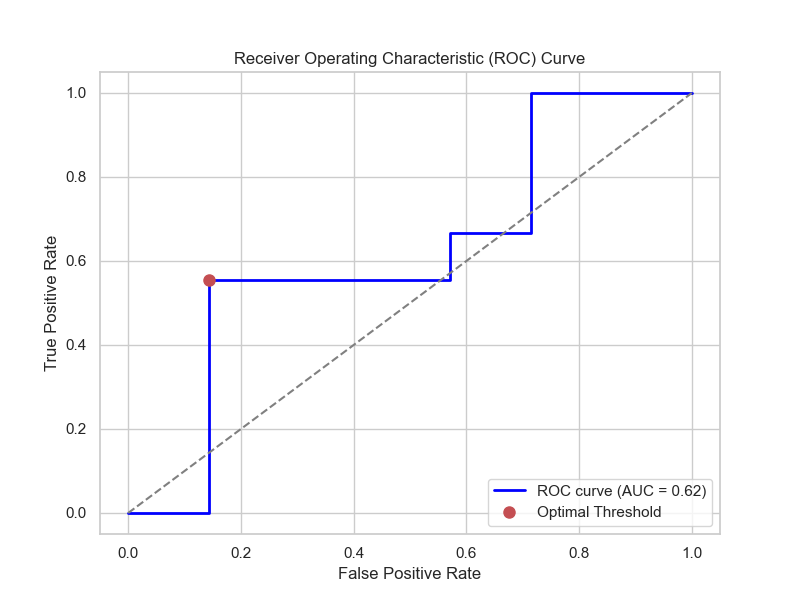 Receiver Operating Characteristic (ROC) Curve
True Positive Rate
1.0
0.8
0.6
0.4
0.2
0.0
ROC curve (AUC = 0.62)
Optimal Threshold
0.0 0.2 0.4 0.6 0.8 1.0
False Positive Rate